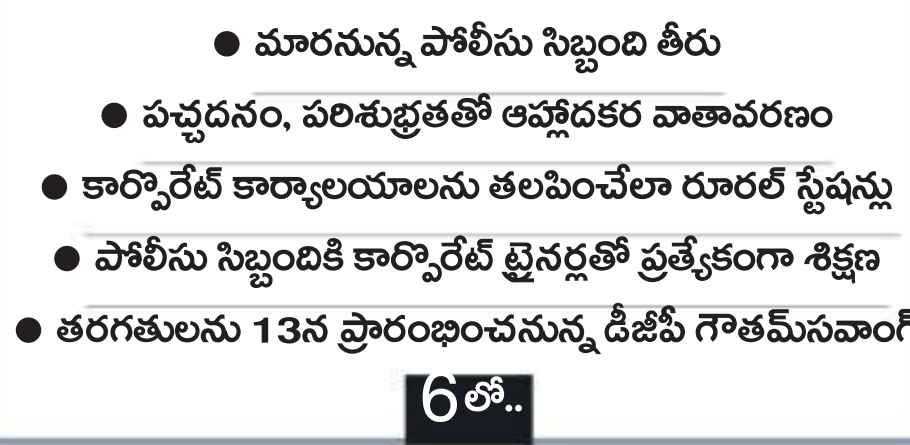 ● మారనున్న పోలీసు సిబ్బంది తీరు
● పచ్చదనం, పరిశుభ్రతతో ఆహ్లాదకర వాతావరణం
● కార్పొరేట్ కార్యాలయాలను తలపించేలా రూరల్ స్టేషన్లు
● పోలీసు సిబ్బందికి కార్పొరేట్ ట్రైనర్లతో ప్రత్యేకంగా శిక్షణ
● తరగతులను 13న ప్రారంభించనున్న డీజీపీ గౌతమ్‌సవాంగ్
6లో..